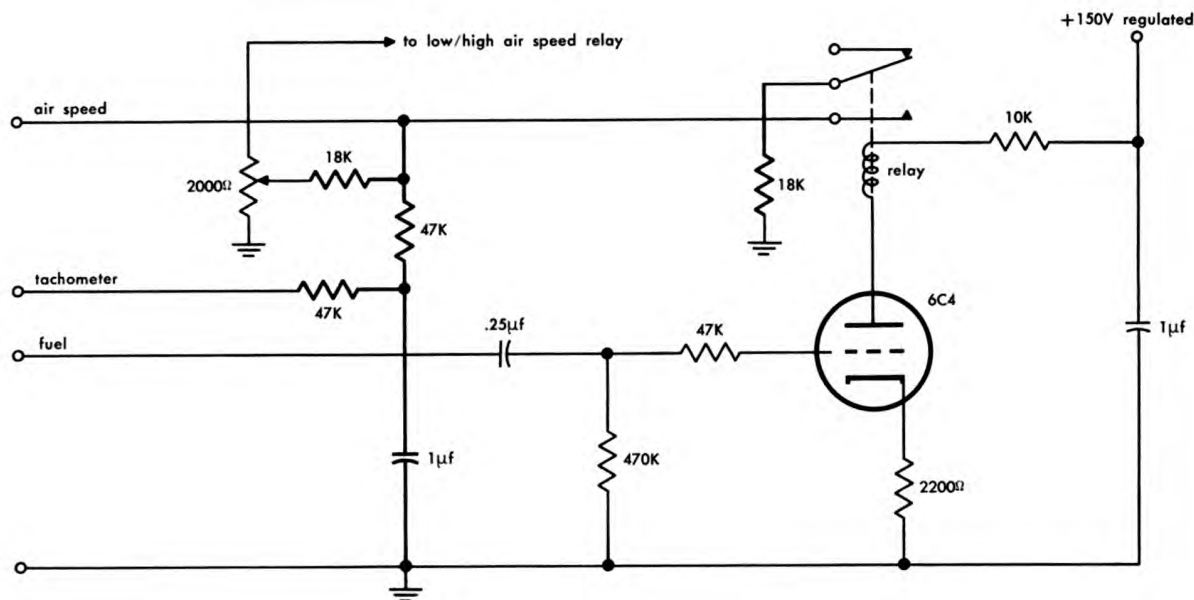 +150V regulated
to low/high air speed relay
air speed
10K
18K
2000Ω
relay
18K
47K
tachometer
47K
6C4
.25μf
47K
1μf
fuel
1μf
470K
2200Ω